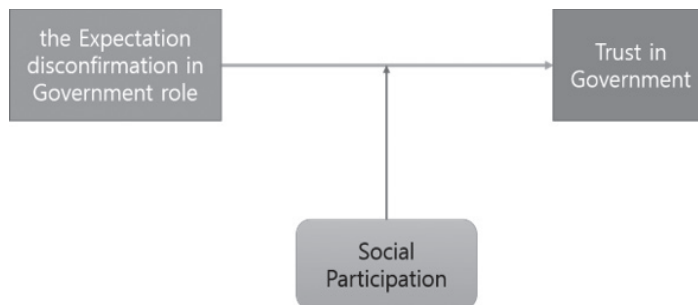 the Expectation
disconfirmation in
Government role
Trust in
Government
Social
Participation